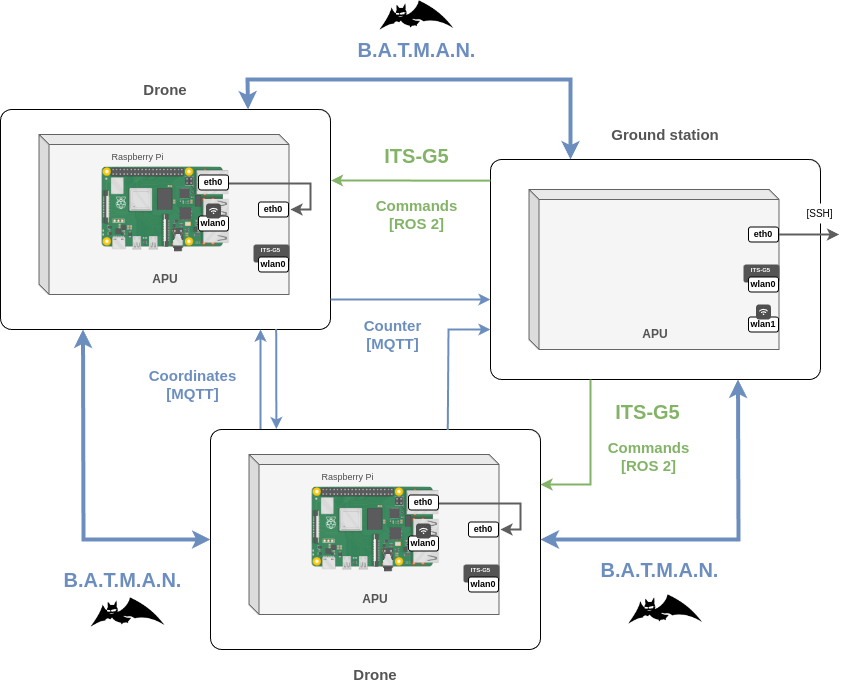 B.A.T.M.A.N.
Drone
Ground station
Raspberry Pi
eth0
wlan0
eth0
ITS-G5
wlan0
APU
ITS-G5
Commands
[ROS 2]
[SSH]
eth0
ITS-G5
wlan0
wlan1
APU
Counter
[MQTT]
Coordinates
[MQTT]
ITS-G5
Commands
[ROS 2]
Raspberry Pi
eth0
wlan0
eth0
ITS-G5
wlan0
APU
B.A.T.M.A.N.
B.A.T.M.A.N.
Drone